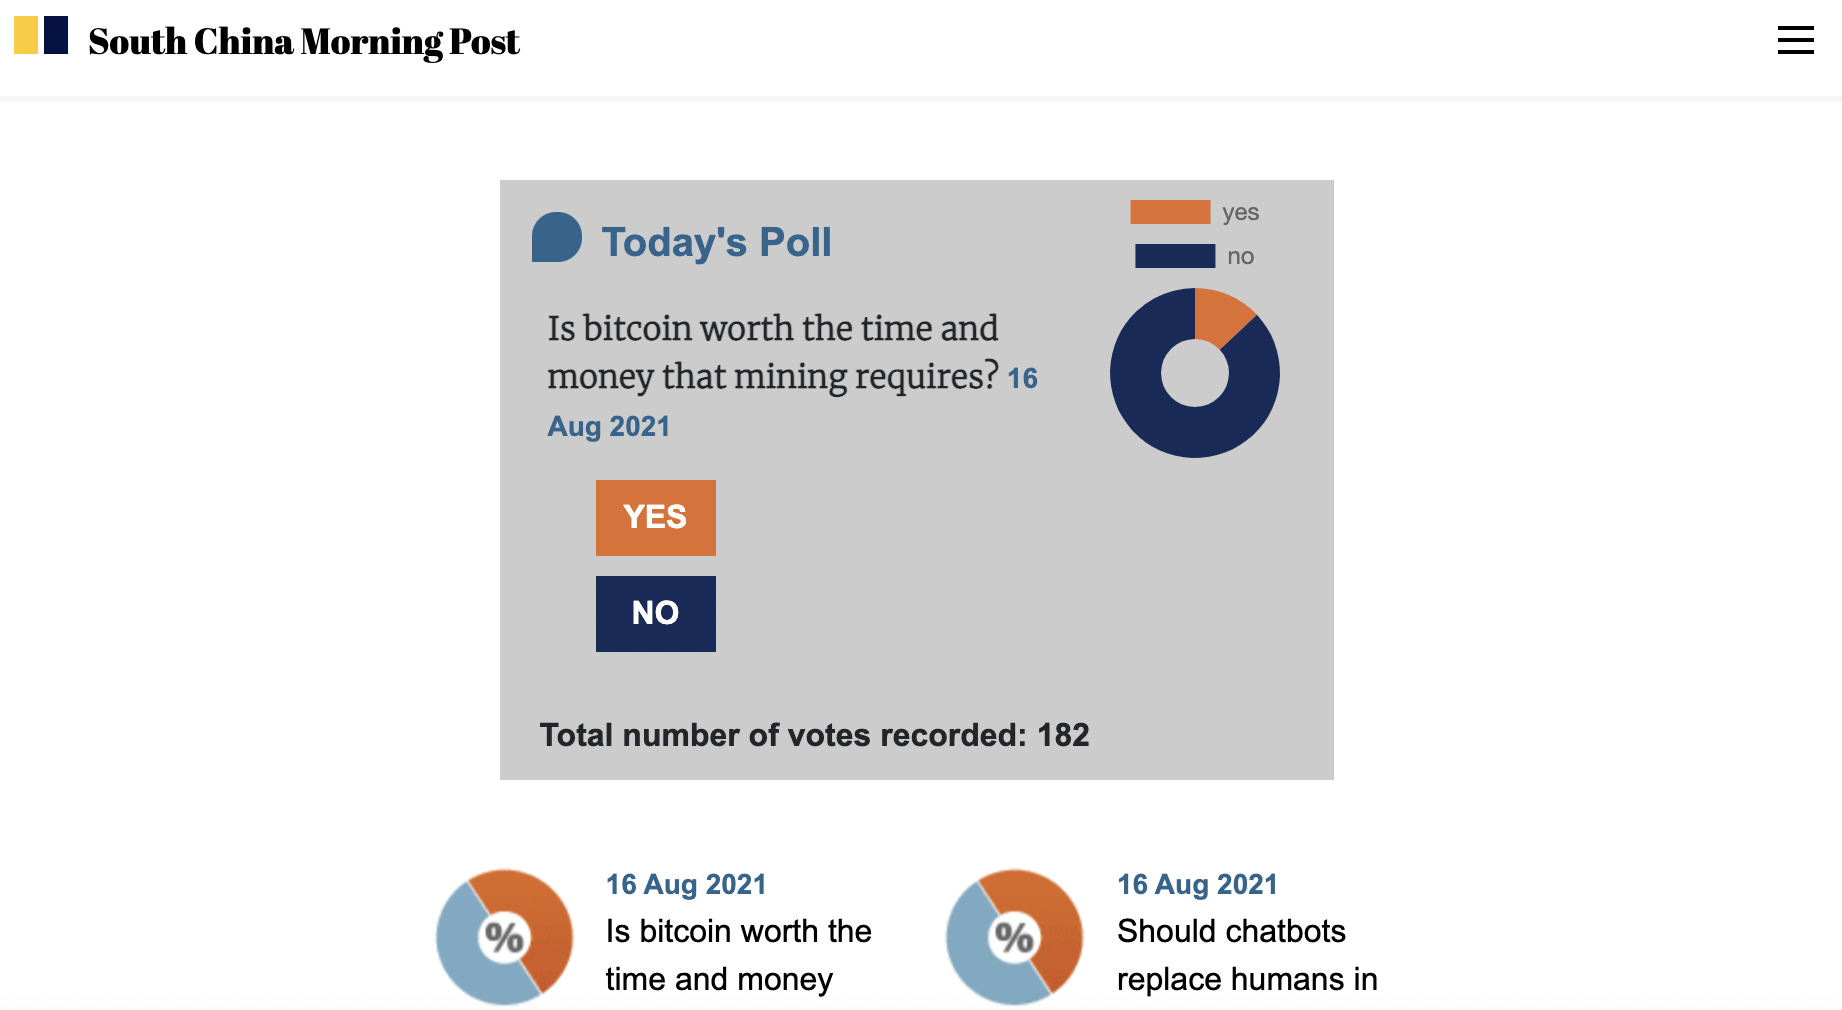 South China Morning Post
Today's Poll
yes
no
Is bitcoin worth the time and
money that mining requires? 16
Aug 2021
YES
NO
Total number of votes recorded: 182
%
16 Aug 2021
Is bitcoin worth the
time and money
%
16 Aug 2021
Should chatbots
replace humans in